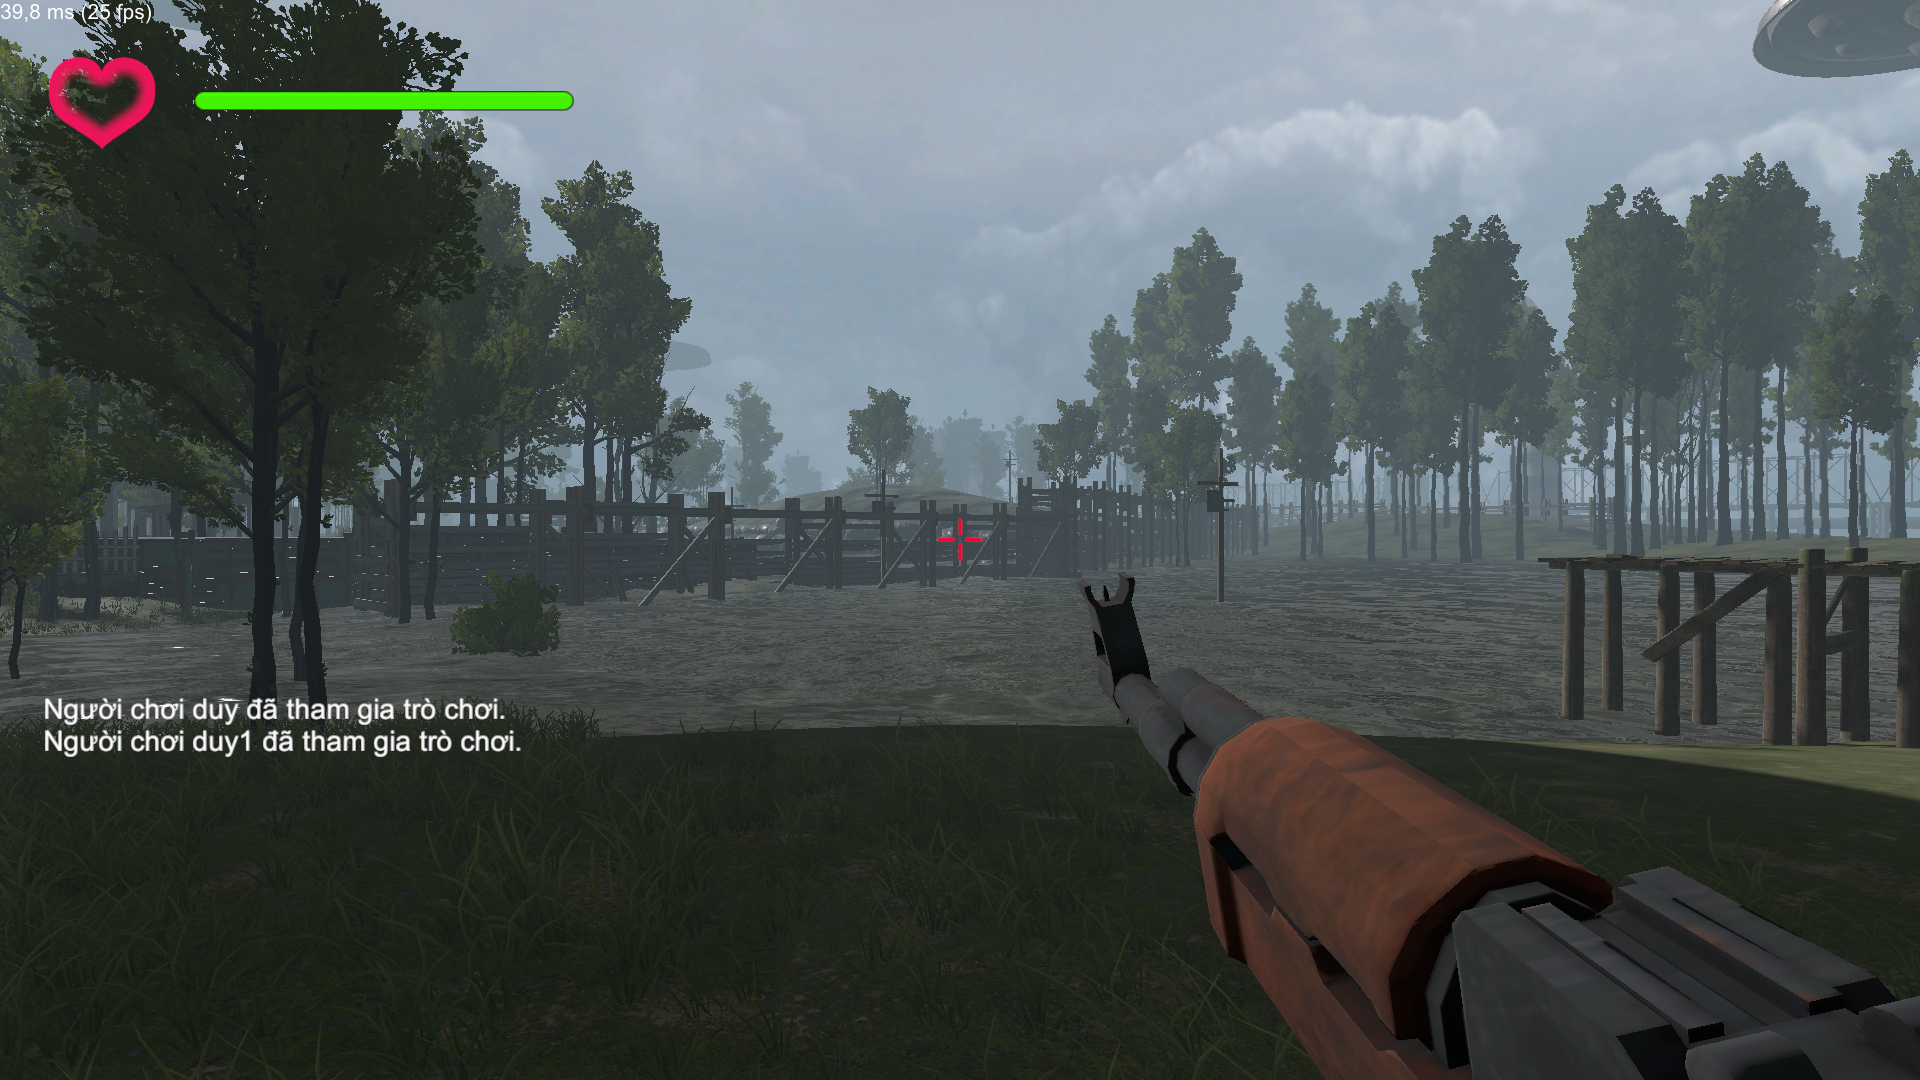 39,8 ms (25 fps)
Người chơi duy đã tham gia trò chơi.
Người chơi duy1 đã tham gia trò chơi.